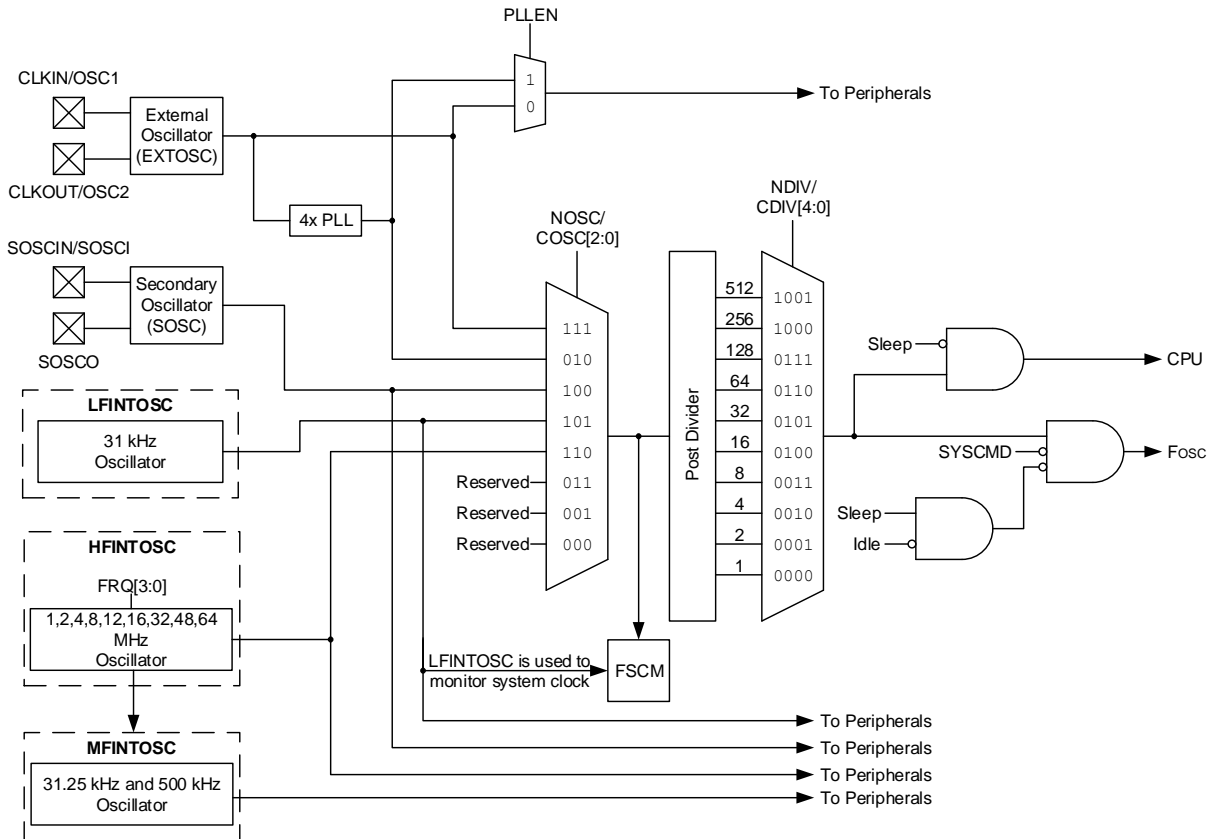 PLLEN
CLKIN/OSC1
External
Oscillator
(EXTOSC)
CLKOUT/OSC2
1
0
To Peripherals
4x PLL
SOSCIN/SOSCI
Secondary
Oscillator
(SOSC)
SOSCO
LFINTOSC
31 kHz
Oscillator
HFINTOSC
FRQ[3:0]
1,2,4,8,12,16,32,48,64
MHz
Oscillator
MFINTOSC
31.25 kHz and 500 kHz
Oscillator
NOSC/
COSC[2:0]
111
010
100
101
110
Reserved 011
Reserved 001
Reserved 000
LFINTOSC is used to
monitor system clock
FSCM
Post Divider
NDIV/
CDIV[4:0]
512 1001
256 1000
128 0111
64 0110
32 0101
16 0100
8 0011
4 0010
2 0001
1 0000
Sleep
CPU
SYSCMD
Fosc
Sleep
Idle
To Peripherals
To Peripherals
To Peripherals
To Peripherals